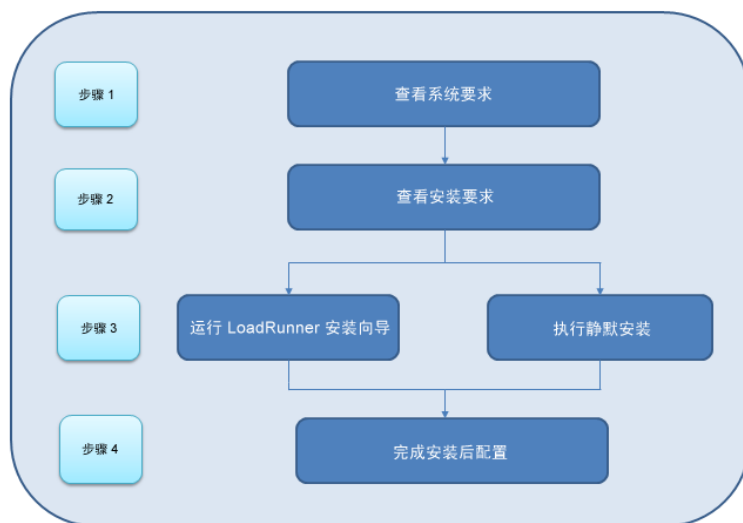 步骤 1
查看系统要求
步骤 2
查看安装要求
步骤 3
运行 LoadRunner 安装向导
执行静默安装
步骤 4
完成安装后配置